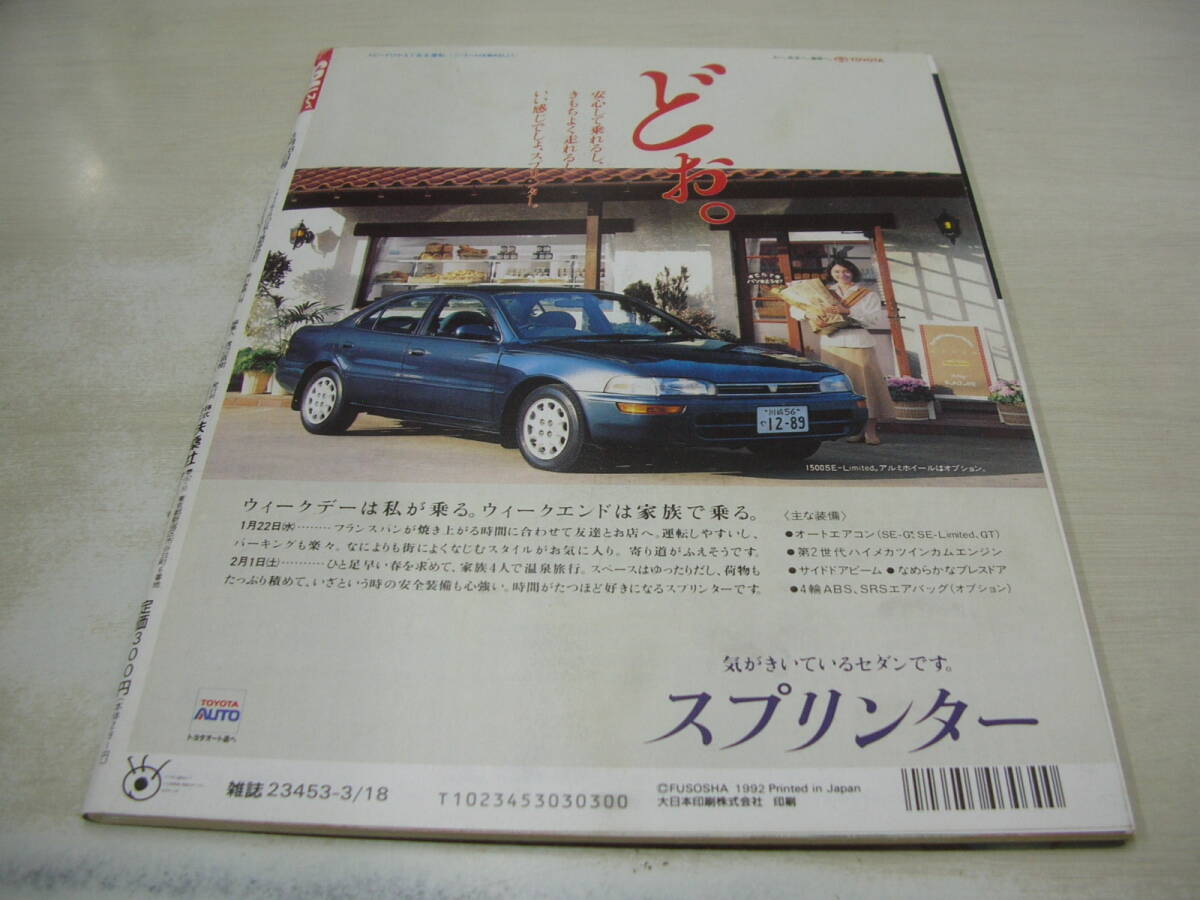 TOYOTA
どぉ。
安心して乗れるし、
きもちよく走れるし
いい感じでしょ、スプリンター。
川崎 56
12-89
1500SE-Limited。アルミホイールはオプション。
ウィークデーは私が乗る。ウィークエンドは家族で乗る。
1月22日(水)………フランスパンが焼き上がる時間に合わせて友達とお店へ。運転しやすいし、
パーキングも楽々。なによりも街によくなじむスタイルがお気に入り。寄り道がふえそうです。
2月1日(土)………ひと足早い春を求めて、家族4人で温泉旅行。スペースはゆったりだし、荷物も
たっぷり積めて、いざという時の安全装備も心強い。時間がたつほど好きになるスプリンターです。
〈主な装備〉
●オートエアコン(SE-G、SE-Limited、GT)
●第2世代ハイメカツインカムエンジン
●サイドドアビーム ●なめらかなプレスドア
●4輪ABS、SRSエアバッグ(オプション)
気がきいているセダンです。
スプリンター
TOYOTA
AUTO
トヨタオート店へ
定価300円
雑誌23453-3/18
T1023453030300
©FUSOSHA 1992 Printed in Japan
大日本印刷株式会社 印刷